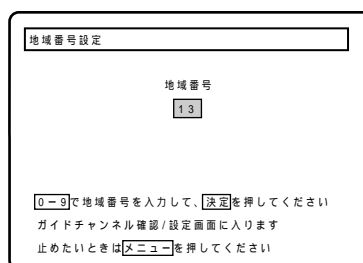 地域番号設定
地域番号
13
0－9で地域番号を入力して、決定を押してください
ガイドチャンネル確認/設定画面に入ります
止めたいときはメニューを押してください